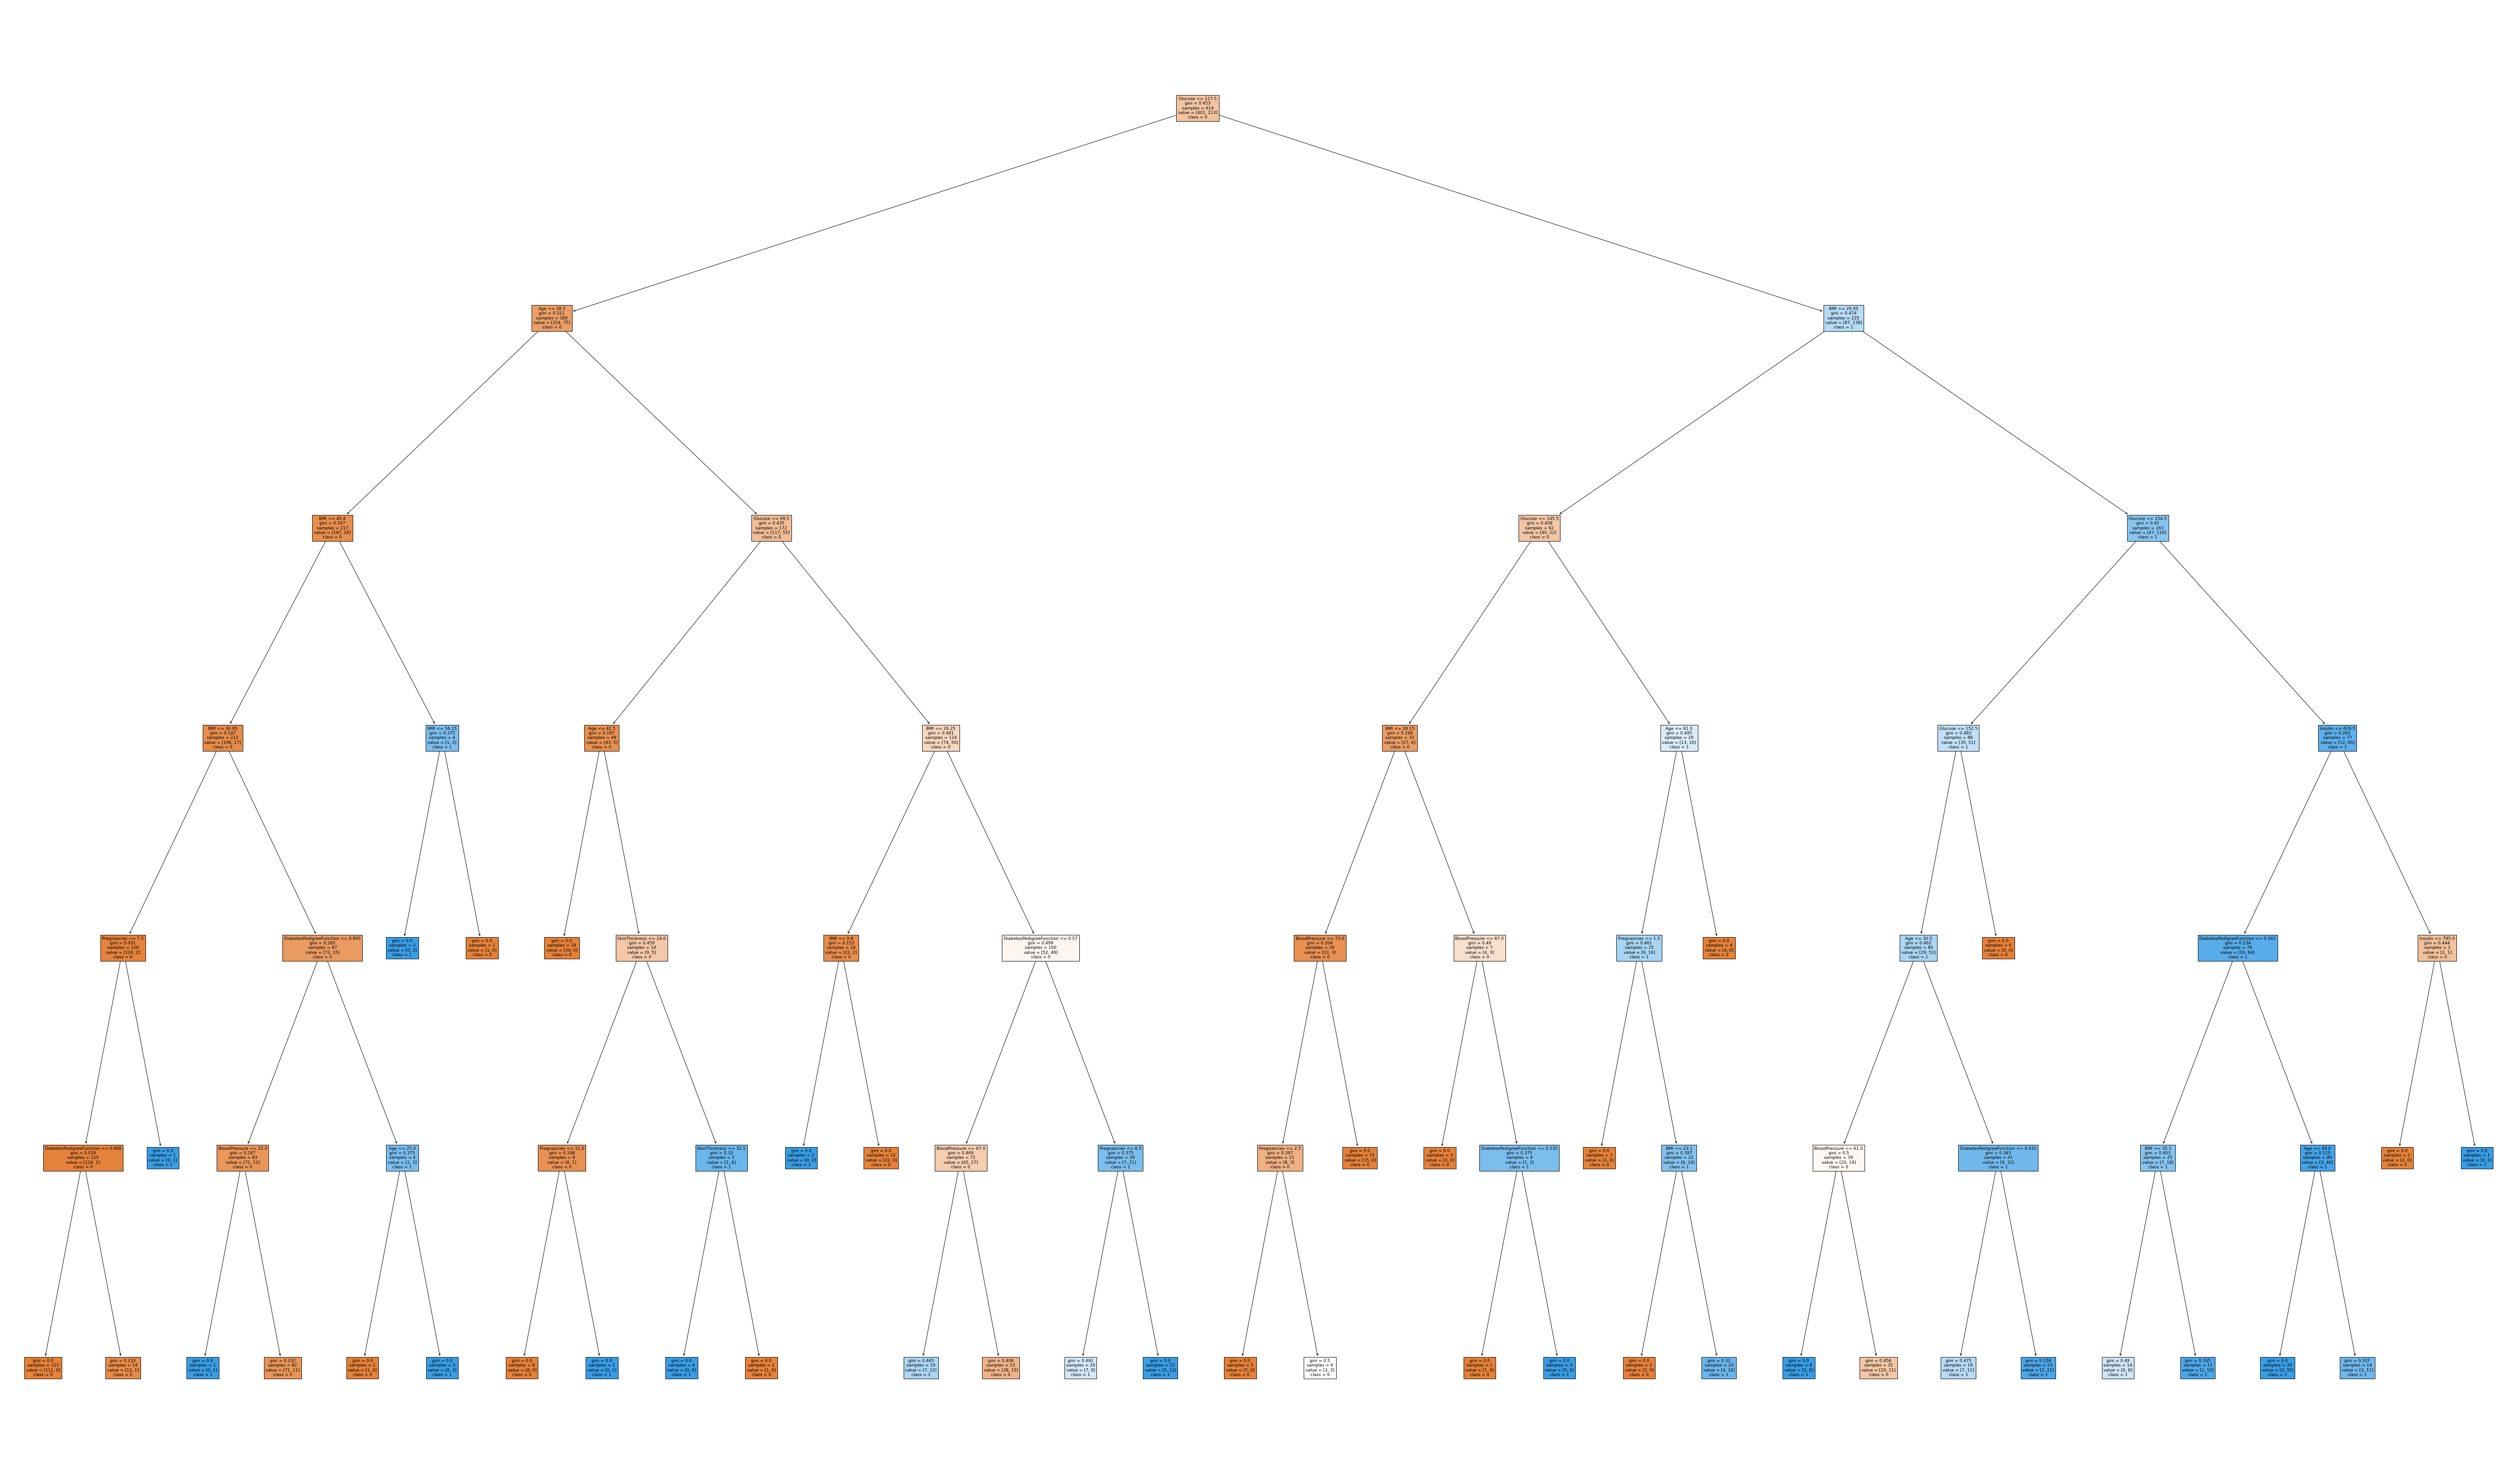 Glucose <= 127.5
gini = 0.453
samples = 614
value = [401, 213]
class = 0
Age <= 28.5
gini = 0.311
samples = 389
value = [314, 75]
class = 0
BMI <= 29.95
gini = 0.474
samples = 225
value = [87, 138]
class = 1
BMI <= 45.4
gini = 0.167
samples = 217
value = [197, 20]
class = 0
Glucose <= 99.5
gini = 0.435
samples = 172
value = [117, 55]
class = 0
Glucose <= 145.5
gini = 0.458
samples = 62
value = [40, 22]
class = 0
Glucose <= 154.5
gini = 0.41
samples = 163
value = [47, 116]
class = 1
BMI <= 30.95
gini = 0.147
samples = 213
value = [196, 17]
class = 0
BMI <= 56.15
gini = 0.375
samples = 4
value = [1, 3]
class = 1
Age <= 42.5
gini = 0.187
samples = 48
value = [43, 5]
class = 0
BMI <= 26.25
gini = 0.481
samples = 124
value = [74, 50]
class = 0
BMI <= 28.15
gini = 0.298
samples = 33
value = [27, 6]
class = 0
Age <= 61.0
gini = 0.495
samples = 29
value = [13, 16]
class = 1
Glucose <= 152.5
gini = 0.483
samples = 86
value = [35, 51]
class = 1
Insulin <= 629.5
gini = 0.263
samples = 77
value = [12, 65]
class = 1
Pregnancies <= 7.5
gini = 0.031
samples = 126
value = [124, 2]
class = 0
DiabetesPedigreeFunction <= 0.895
gini = 0.285
samples = 87
value = [72, 15]
class = 0
gini = 0.0
samples = 3
value = [0, 3]
class = 1
gini = 0.0
samples = 1
value = [1, 0]
class = 0
gini = 0.0
samples = 34
value = [34, 0]
class = 0
SkinThickness <= 24.0
gini = 0.459
samples = 14
value = [9, 5]
class = 0
BMI <= 9.6
gini = 0.153
samples = 24
value = [22, 2]
class = 0
DiabetesPedigreeFunction <= 0.57
gini = 0.499
samples = 100
value = [52, 48]
class = 0
BloodPressure <= 73.0
gini = 0.204
samples = 26
value = [23, 3]
class = 0
BloodPressure <= 67.0
gini = 0.49
samples = 7
value = [4, 3]
class = 0
Pregnancies <= 1.5
gini = 0.461
samples = 25
value = [9, 16]
class = 1
gini = 0.0
samples = 4
value = [4, 0]
class = 0
Age <= 30.5
gini = 0.462
samples = 80
value = [29, 51]
class = 1
gini = 0.0
samples = 6
value = [6, 0]
class = 0
DiabetesPedigreeFunction <= 0.343
gini = 0.234
samples = 74
value = [10, 64]
class = 1
Insulin <= 795.0
gini = 0.444
samples = 3
value = [2, 1]
class = 0
DiabetesPedigreeFunction <= 0.668
gini = 0.016
samples = 125
value = [124, 1]
class = 0
gini = 0.0
samples = 1
value = [0, 1]
class = 1
BloodPressure <= 22.0
gini = 0.247
samples = 83
value = [71, 12]
class = 0
Age <= 25.0
gini = 0.375
samples = 4
value = [1, 3]
class = 1
Pregnancies <= 11.5
gini = 0.198
samples = 9
value = [8, 1]
class = 0
SkinThickness <= 32.5
gini = 0.32
samples = 5
value = [1, 4]
class = 1
gini = 0.0
samples = 2
value = [0, 2]
class = 1
gini = 0.0
samples = 22
value = [22, 0]
class = 0
BloodPressure <= 67.0
gini = 0.469
samples = 72
value = [45, 27]
class = 0
Pregnancies <= 6.5
gini = 0.375
samples = 28
value = [7, 21]
class = 1
Pregnancies <= 2.5
gini = 0.397
samples = 11
value = [8, 3]
class = 0
gini = 0.0
samples = 15
value = [15, 0]
class = 0
gini = 0.0
samples = 3
value = [3, 0]
class = 0
DiabetesPedigreeFunction <= 0.235
gini = 0.375
samples = 4
value = [1, 3]
class = 1
gini = 0.0
samples = 3
value = [3, 0]
class = 0
BMI <= 23.1
gini = 0.397
samples = 22
value = [6, 16]
class = 1
BloodPressure <= 61.0
gini = 0.5
samples = 39
value = [20, 19]
class = 0
DiabetesPedigreeFunction <= 0.431
gini = 0.343
samples = 41
value = [9, 32]
class = 1
BMI <= 35.3
gini = 0.403
samples = 25
value = [7, 18]
class = 1
Age <= 44.0
gini = 0.115
samples = 49
value = [3, 46]
class = 1
gini = 0.0
samples = 2
value = [2, 0]
class = 0
gini = 0.0
samples = 1
value = [0, 1]
class = 1
gini = 0.0
samples = 111
value = [111, 0]
class = 0
gini = 0.133
samples = 14
value = [13, 1]
class = 0
gini = 0.0
samples = 1
value = [0, 1]
class = 1
gini = 0.232
samples = 82
value = [71, 11]
class = 0
gini = 0.0
samples = 1
value = [1, 0]
class = 0
gini = 0.0
samples = 3
value = [0, 3]
class = 1
gini = 0.0
samples = 8
value = [8, 0]
class = 0
gini = 0.0
samples = 1
value = [0, 1]
class = 1
gini = 0.0
samples = 4
value = [0, 4]
class = 1
gini = 0.0
samples = 1
value = [1, 0]
class = 0
gini = 0.465
samples = 19
value = [7, 12]
class = 1
gini = 0.406
samples = 53
value = [38, 15]
class = 0
gini = 0.492
samples = 16
value = [7, 9]
class = 1
gini = 0.0
samples = 12
value = [0, 12]
class = 1
gini = 0.0
samples = 5
value = [5, 0]
class = 0
gini = 0.5
samples = 6
value = [3, 3]
class = 0
gini = 0.0
samples = 1
value = [1, 0]
class = 0
gini = 0.0
samples = 3
value = [0, 3]
class = 1
gini = 0.0
samples = 2
value = [2, 0]
class = 0
gini = 0.32
samples = 20
value = [4, 16]
class = 1
gini = 0.0
samples = 8
value = [0, 8]
class = 1
gini = 0.458
samples = 31
value = [20, 11]
class = 0
gini = 0.475
samples = 18
value = [7, 11]
class = 1
gini = 0.159
samples = 23
value = [2, 21]
class = 1
gini = 0.49
samples = 14
value = [6, 8]
class = 1
gini = 0.165
samples = 11
value = [1, 10]
class = 1
gini = 0.0
samples = 35
value = [0, 35]
class = 1
gini = 0.337
samples = 14
value = [3, 11]
class = 1